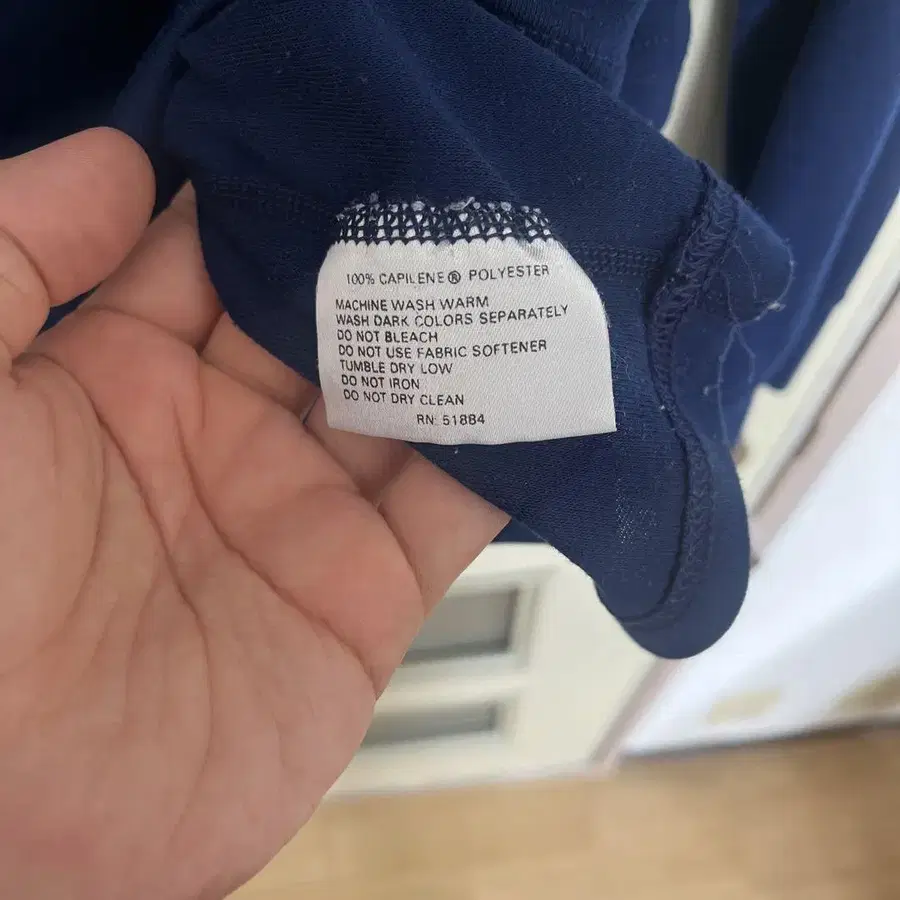 100% CAPILENE® POLYESTER
MACHINE WASH WARM
WASH DARK COLORS SEPARATELY
DO NOT BLEACH
DO NOT USE FABRIC SOFTENER
TUMBLE DRY LOW
DO NOT IRON
DO NOT DRY CLEAN
RN: 51884